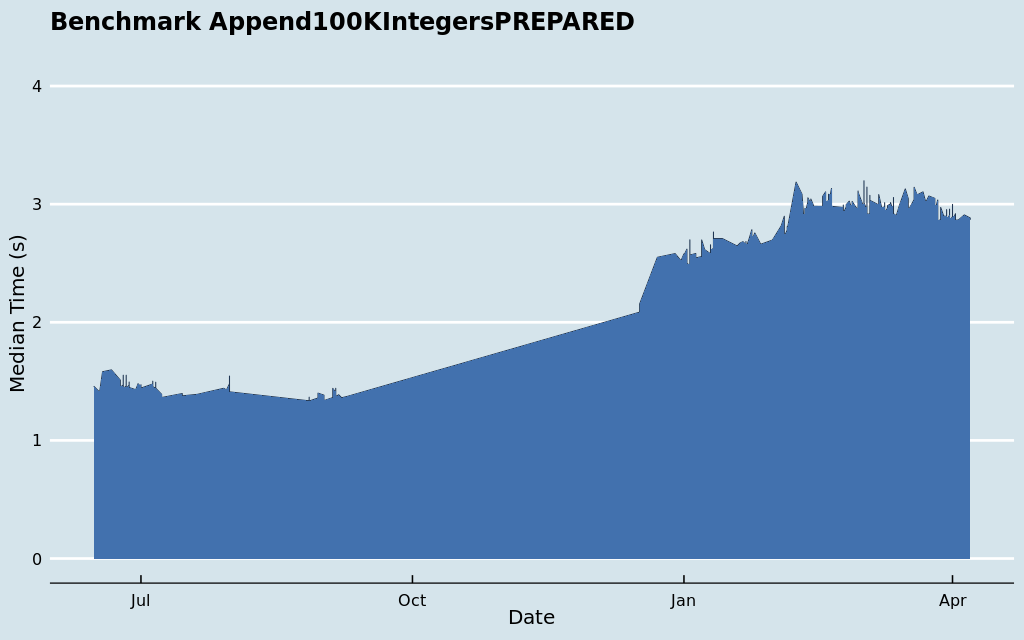 Benchmark Append100KIntegersPREPARED
4
3
2
1
0
Median Time (s)
Jul
Oct
Jan
Apr
Date